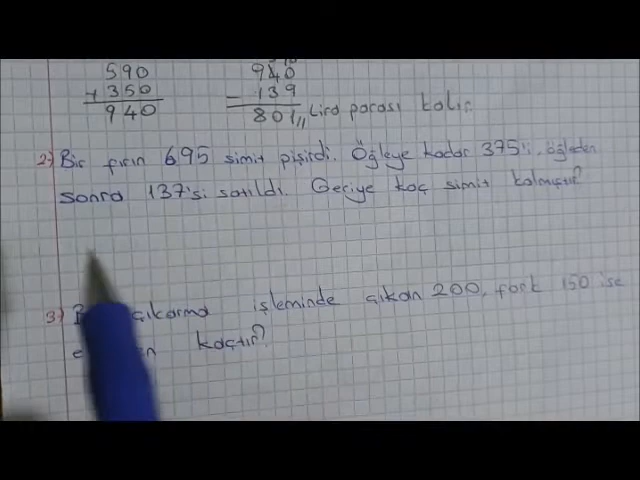 590
+ 350
940
940
- 139
801,, Lira parası kalır.
2) Bir fırın 695 simit pişirdi. Öğleye kadar 375'i, öğleden
sonra 137'si satıldı. Geriye kaç simit kalmıştır?
3) çıkarma işleminde çıkan 200, fark 150 ise
kaçtır?